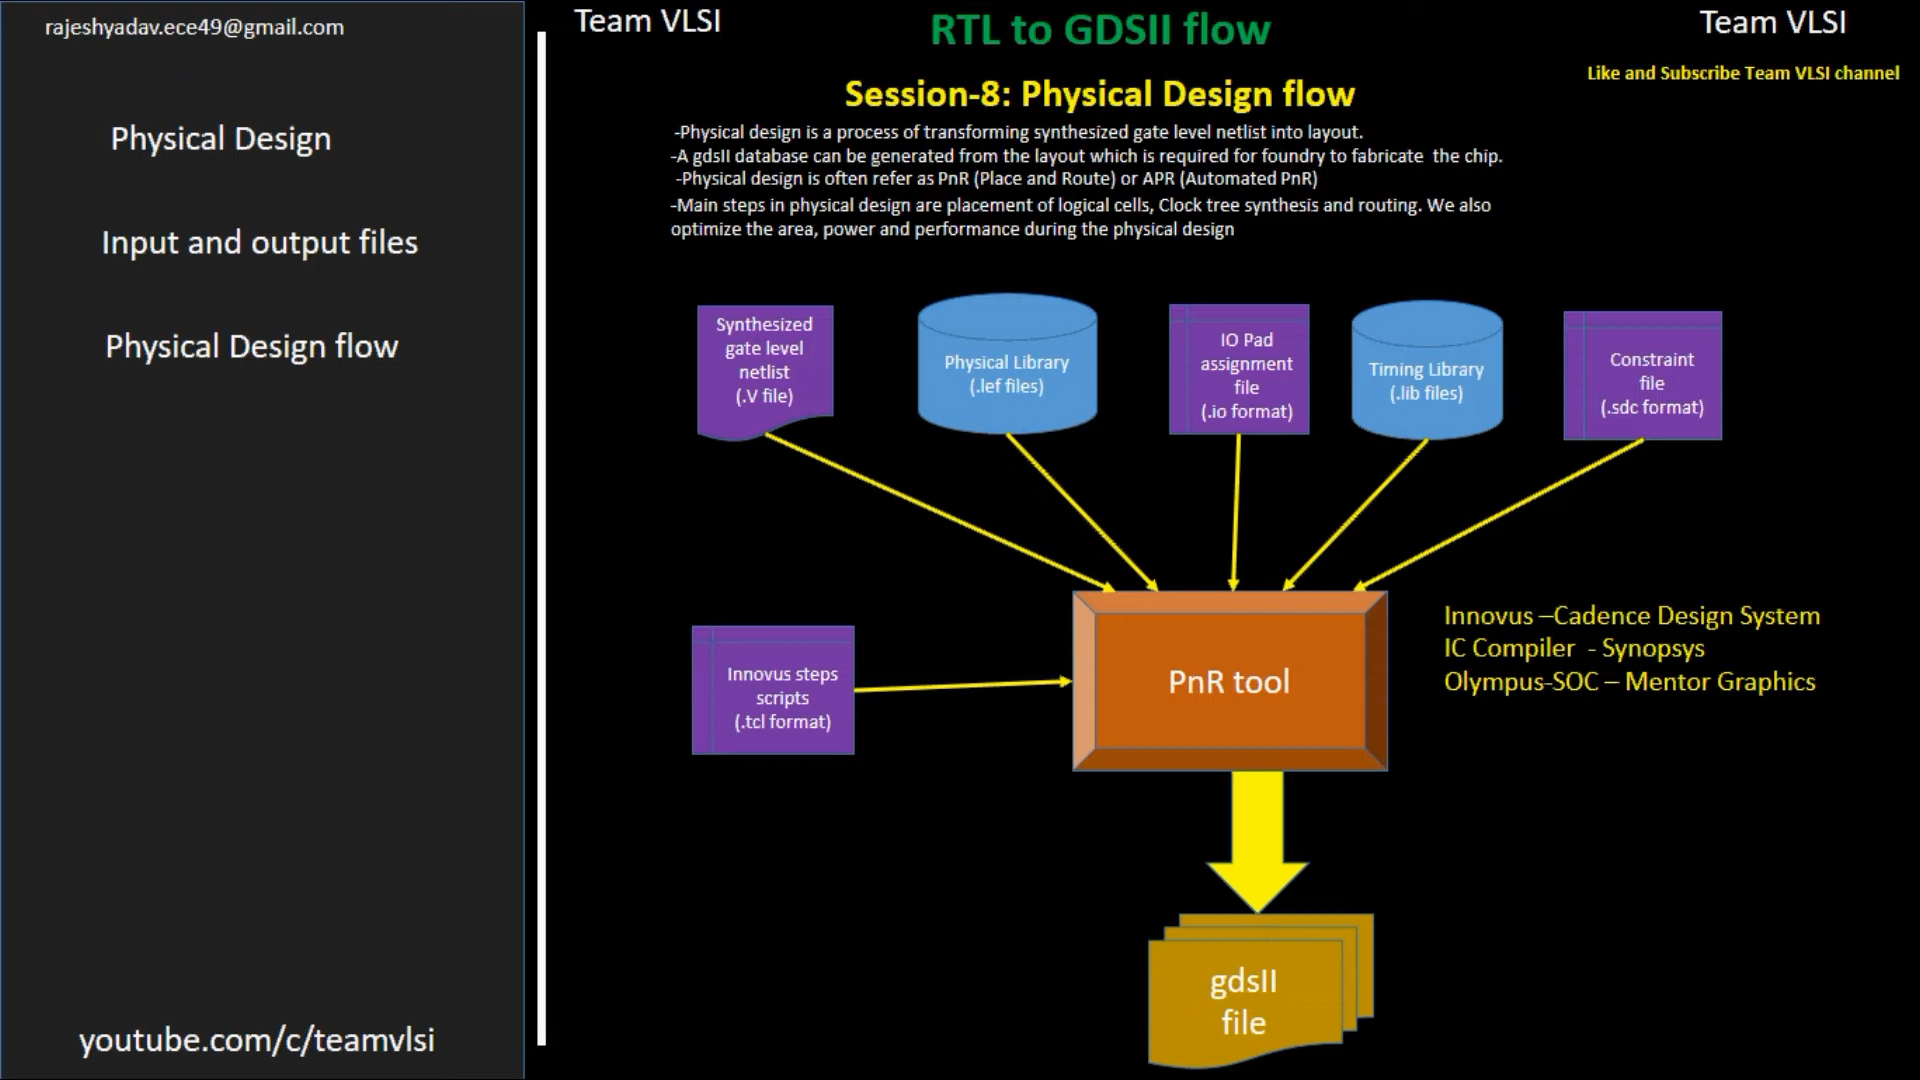 rajeshyadav.ece49@gmail.com
Physical Design
Input and output files
Physical Design flow
youtube.com/c/teamvlsi
Team VLSI
RTL to GDSII flow
Team VLSI
Like and Subscribe Team VLSI channel
Session-8: Physical Design flow
-Physical design is a process of transforming synthesized gate level netlist into layout.
-A gdsII database can be generated from the layout which is required for foundry to fabricate the chip.
-Physical design is often refer as PnR (Place and Route) or APR (Automated PnR)
-Main steps in physical design are placement of logical cells, Clock tree synthesis and routing. We also
optimize the area, power and performance during the physical design
Synthesized
gate level
netlist
(.V file)
Physical Library
(.lef files)
IO Pad
assignment
file
(.io format)
Timing Library
(.lib files)
Constraint
file
(.sdc format)
Innovus steps
scripts
(.tcl format)
PnR tool
Innovus –Cadence Design System
IC Compiler - Synopsys
Olympus-SOC – Mentor Graphics
gdsII
file